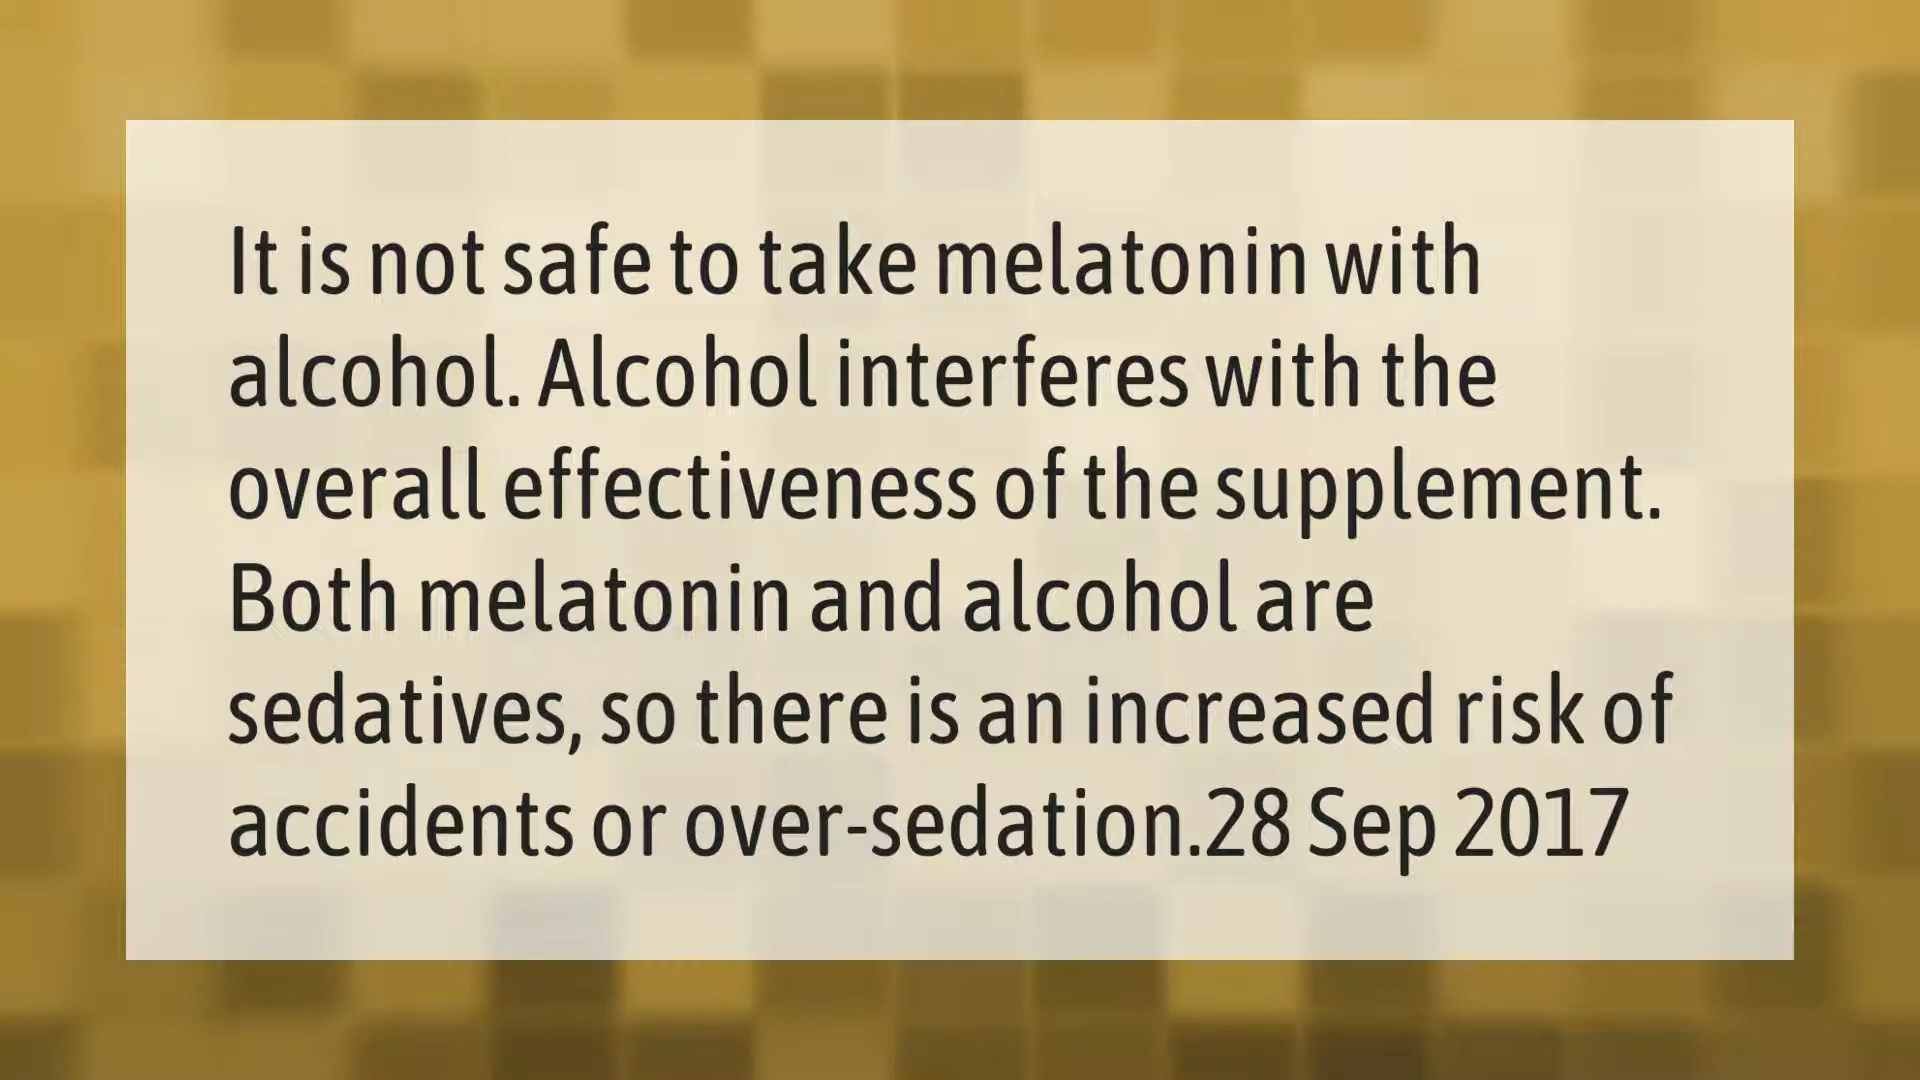 It is not safe to take melatonin with
alcohol. Alcohol interferes with the
overall effectiveness of the supplement.
Both melatonin and alcohol are
sedatives, so there is an increased risk of
accidents or over-sedation.28 Sep 2017